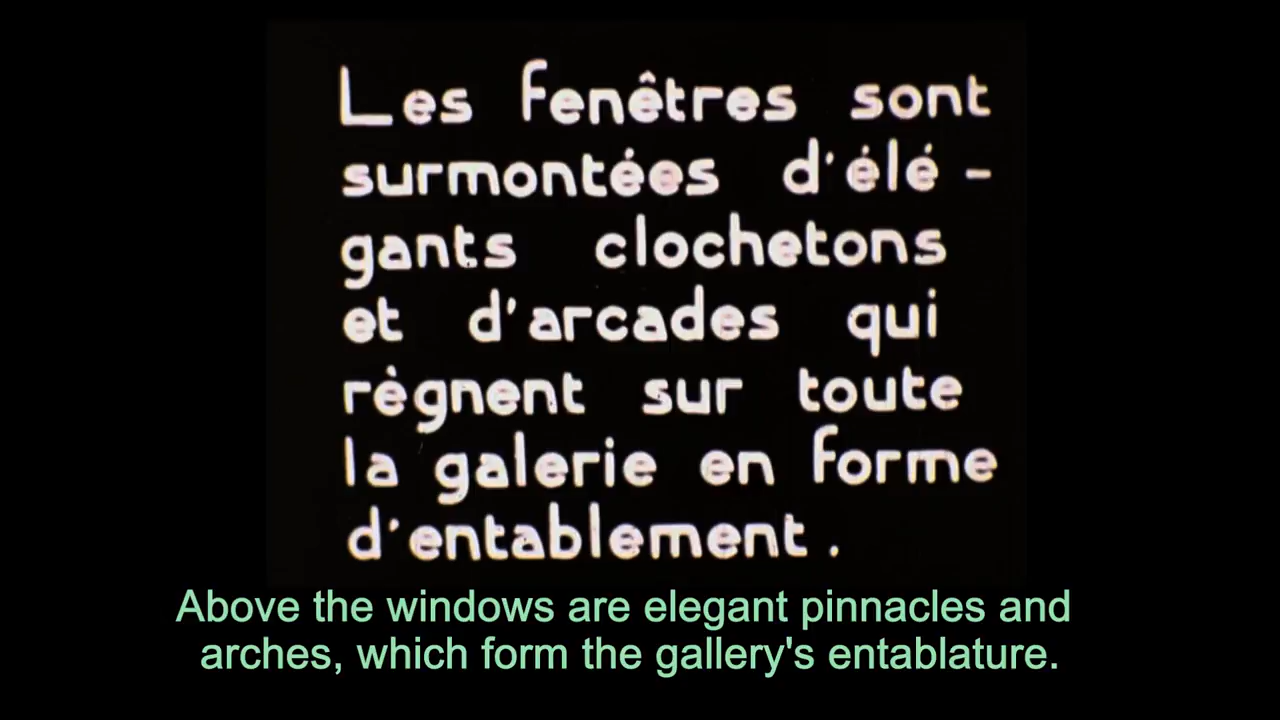 Les fenêtres sont
surmontées d'élé-
gants clochetons
et d'arcades qui
règnent sur toute
la galerie en forme
d'entablement.
Above the windows are elegant pinnacles and
arches, which form the gallery's entablature.